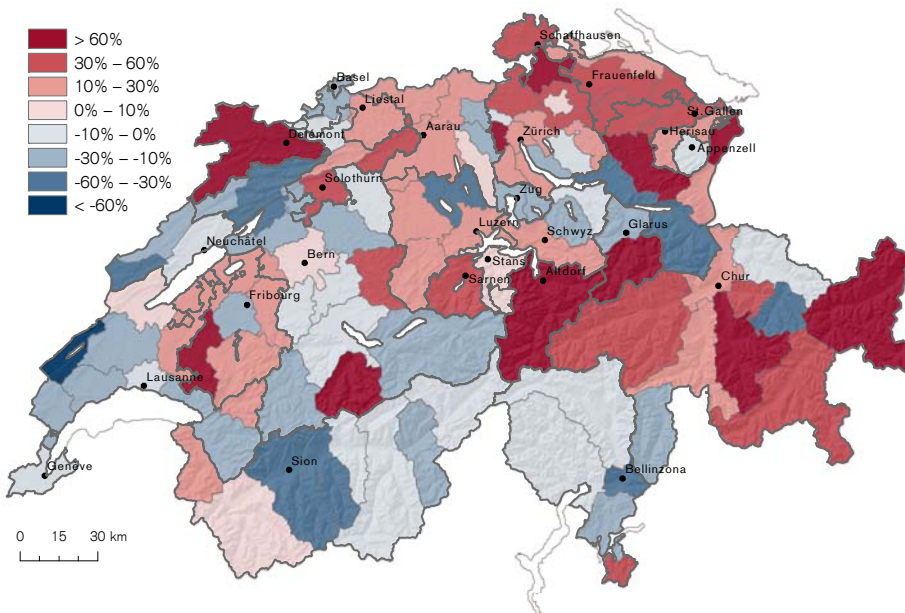 > 60%
30% – 60%
10% – 30%
0% – 10%
-10% – 0%
-30% – -10%
-60% – -30%
< -60%
Schaffhausen
Basel
Frauenfeld
Liestal
St.Gallen
Delémont
Aarau
Zürich
Herisau
Appenzell
Solothurn
Zug
Neuchâtel
Luzern
Schwyz
Glarus
Bern
Stans
Sarnen
Altdorf
Chur
Fribourg
Lausanne
Genève
Sion
Bellinzona
0 15 30 km